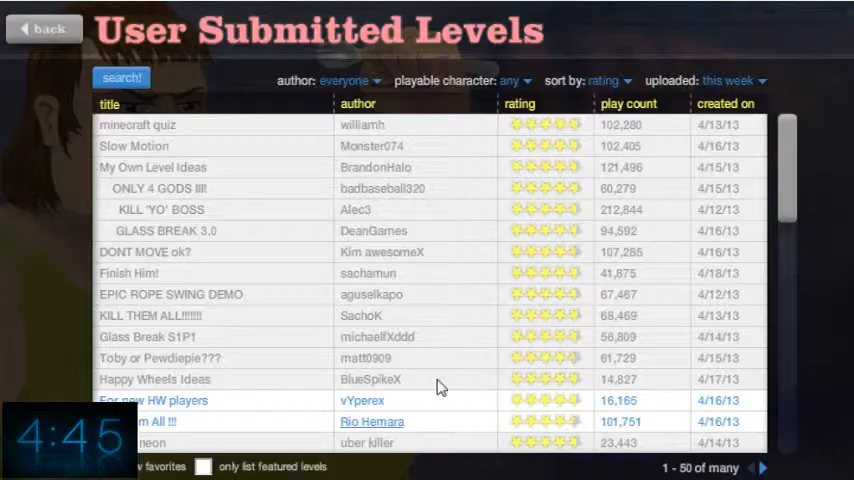 back
User Submitted Levels
search!
author: everyone playable character: any sort by: rating uploaded: this week
title author rating play count created on
minecraft quiz williamh 102,280 4/13/13
Slow Motion Monster074 102,405 4/16/13
My Own Level Ideas BrandonHalo 121,496 4/15/13
ONLY 4 GODS !!!! badbaseball320 60,279 4/15/13
KILL 'YO' BOSS Alec3 212,844 4/12/13
GLASS BREAK 3.0 DeanGames 94,592 4/16/13
DONT MOVE ok? Kim awesomeX 107,285 4/16/13
Finish Him! sachamun 41,875 4/18/13
EPIC ROPE SWING DEMO aguselkapo 67,467 4/12/13
KILL THEM ALL!!!!!!! SachoK 68,469 4/13/13
Glass Break S1P1 michaelfXddd 56,809 4/14/13
Toby or Pewdiepie??? matt0909 61,729 4/15/13
Happy Wheels Ideas BlueSpikeX 14,827 4/17/13
For new HW players vYperex 16,165 4/16/13
m All !!! Rio Hemara 101,751 4/16/13
neon uber killer 23,443 4/14/13
4:45
favorites only list featured levels 1 - 50 of many